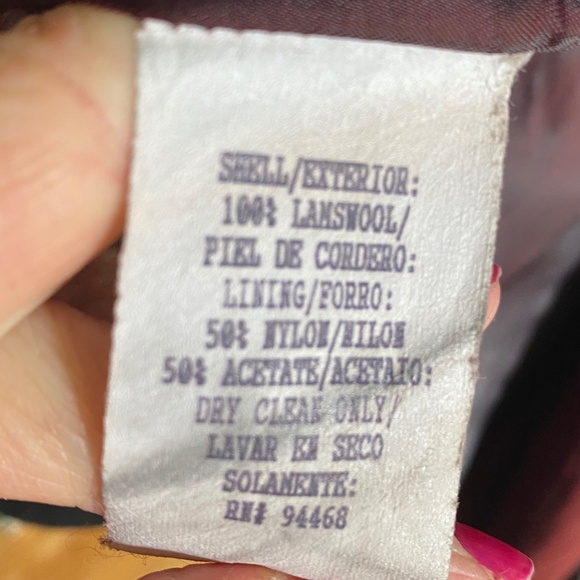 SHELL/EXTERIOR:
100% LAMSWOOL/
PIEL DE CORDERO:
LINING/FORRO:
50% NYLON/NILON
50% ACETATE/ACETAIO:
DRY CLEAN ONLY/
LAVAR EN SECO
SOLAMENTE:
RN# 94468